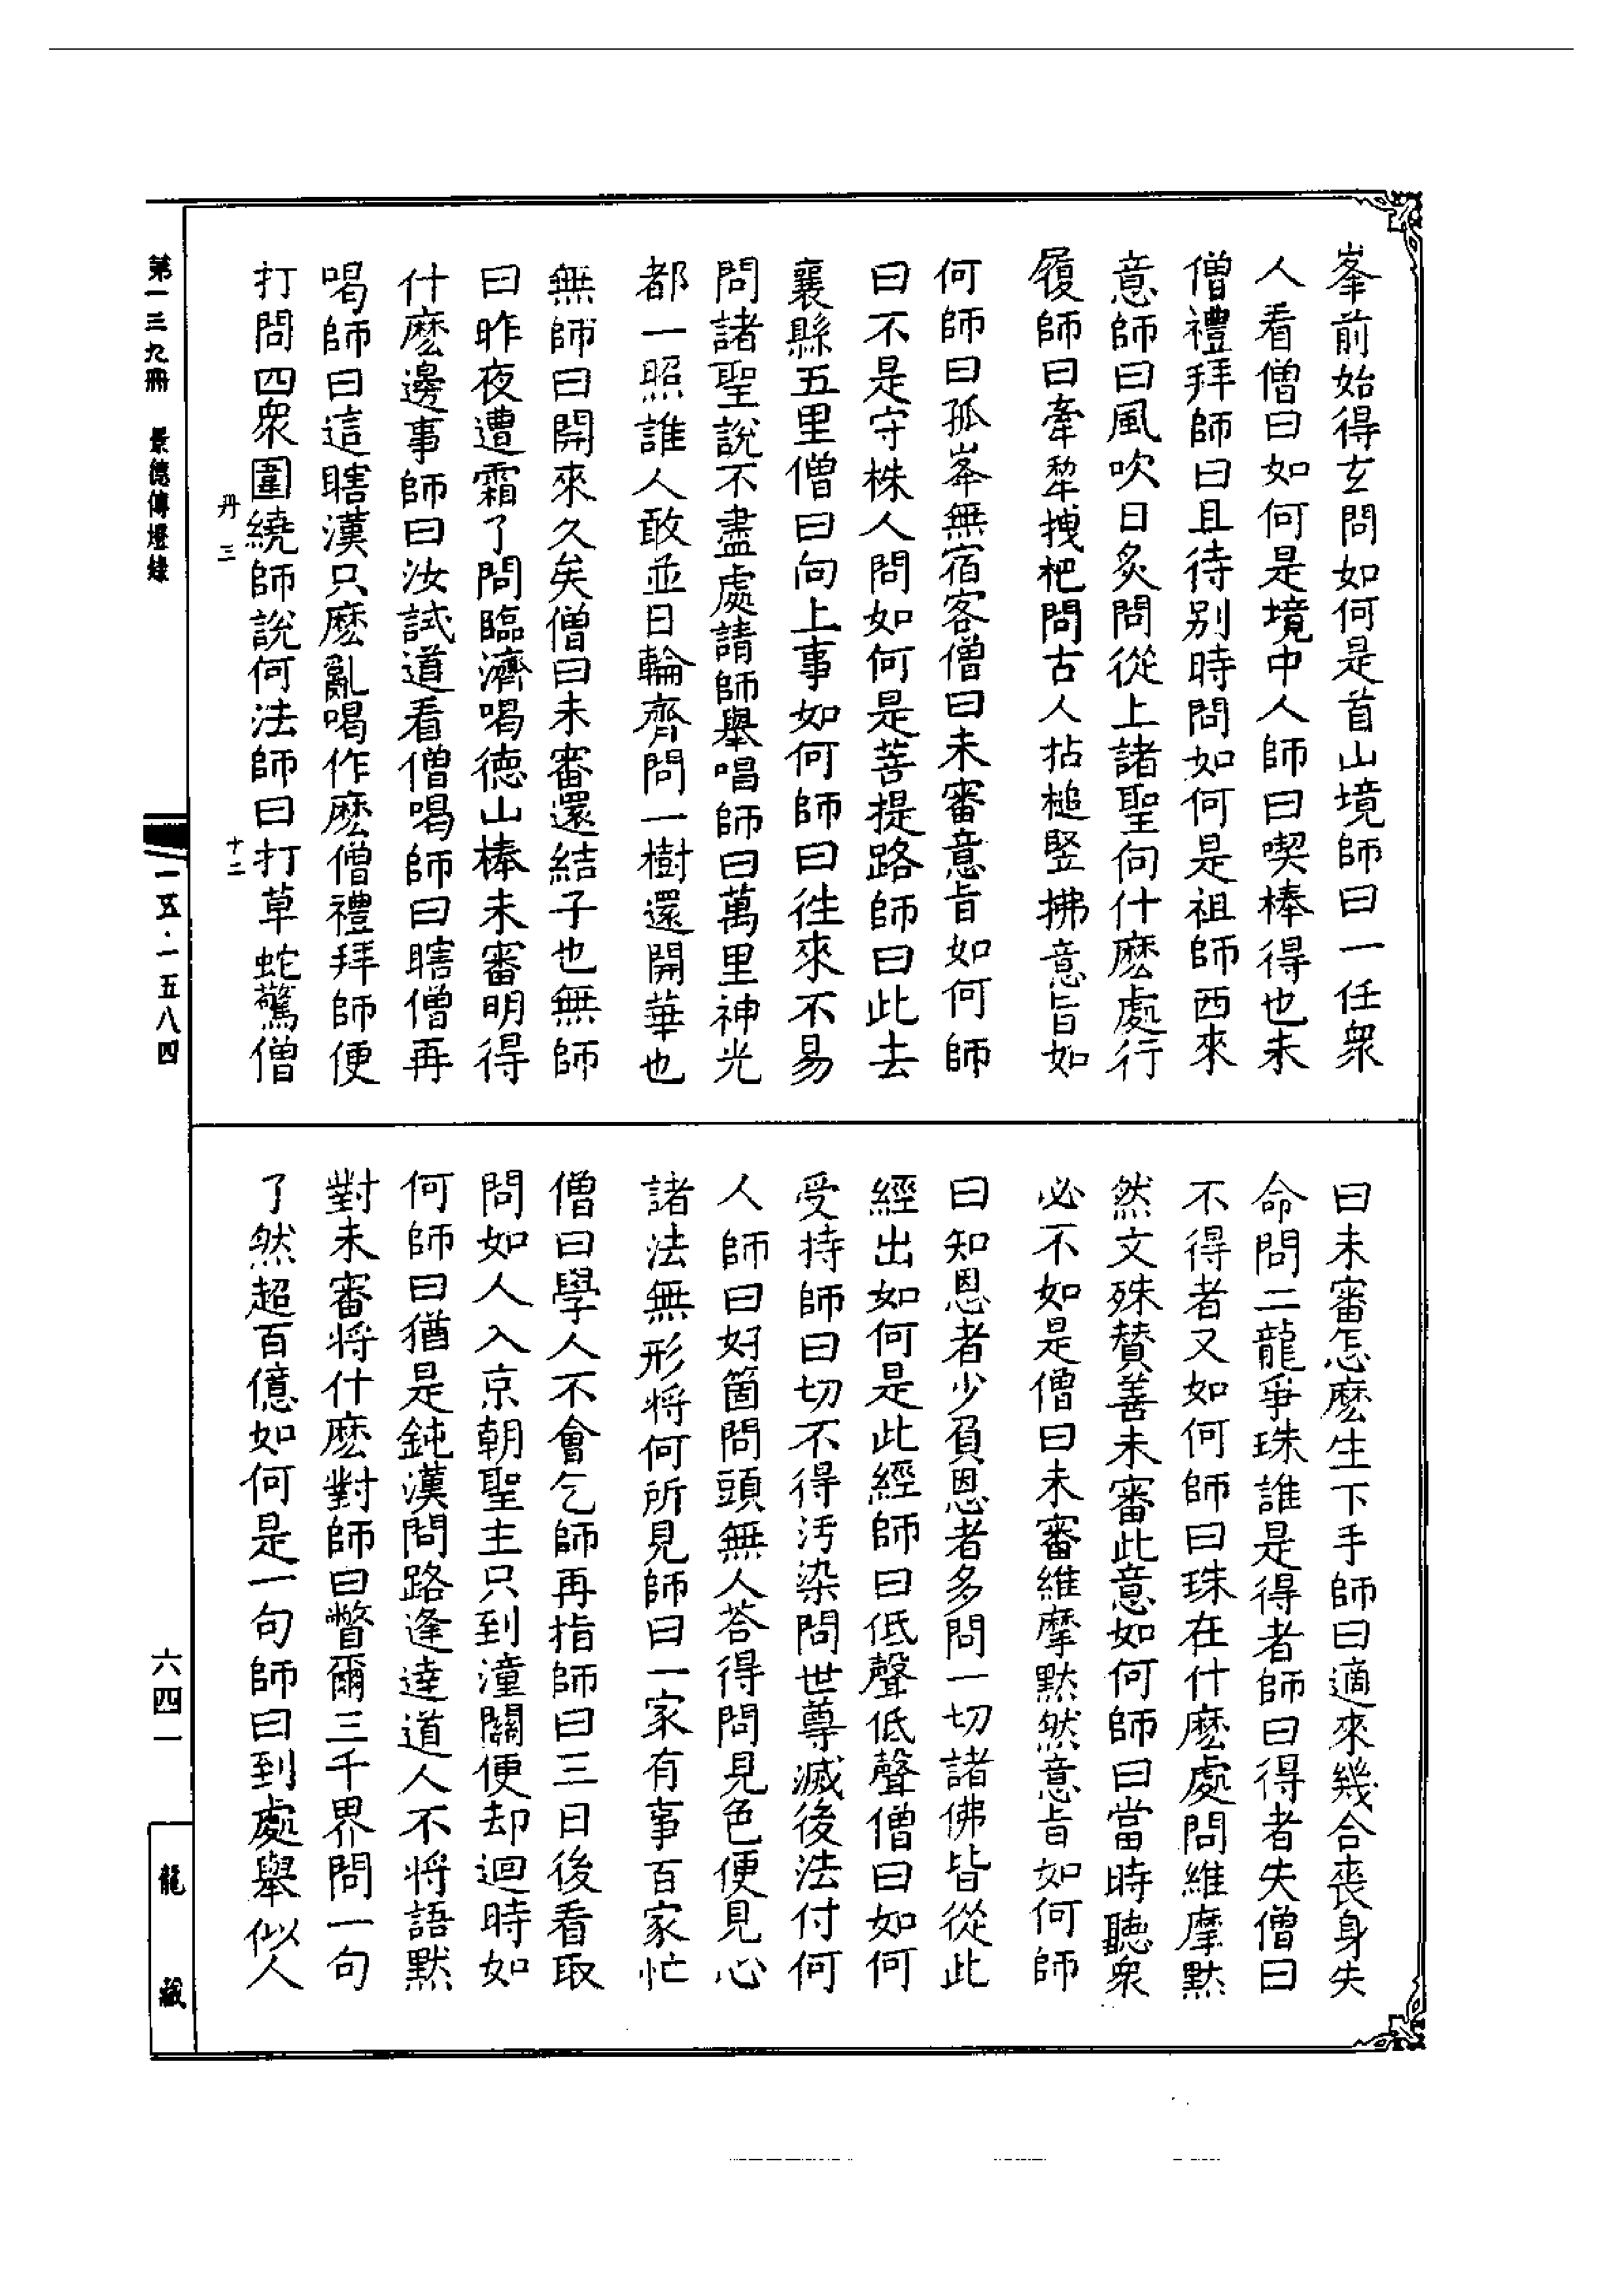 峯前始得玄問如何是首山境師曰一任衆
人看僧曰如何是境中人師曰喫棒得也未
僧禮拜師曰且待别時問如何是祖師西來
意師曰風吹日炙問從上諸聖向什麽處行
履師曰牽犂拽杷問古人拈槌竪拂意旨如
何師曰孤峯無宿客僧曰未審意旨如何師
曰不是守株人問如何是菩提路師曰此去
襄縣五里僧曰向上事如何師曰徃來不易
問諸聖說不盡處請師舉唱師曰萬里神光
都一照誰人敢並日輪齊問一樹還開華也
無師曰開來久矣僧曰未審還結子也無師
曰昨夜遭霜了問臨濟喝德山棒未審明得
什麽邊事師曰汝試道看僧喝師曰瞎僧再
喝師曰這瞎漢只麽亂喝作麽僧禮拜師便
打問四衆圍繞師說何法師曰打草蛇驚僧
丹三 十二
曰未審怎麽生下手師曰適來幾合喪身失
命問二龍爭珠誰是得者師曰得者失僧曰
不得者又如何師曰珠在什麽處問維摩默
然文殊賛善未審此意如何師曰當時聽衆
必不如是僧曰未審維摩默然意旨如何師
曰知恩者少負恩者多問一切諸佛皆從此
經出如何是此經師曰低聲低聲僧曰如何
受持師曰切不得汚染問世尊滅後法付何
人師曰好箇問頭無人荅得問見色便見心
諸法無形将何所見師曰一家有事百家忙
僧曰學人不會乞師再指師曰三日後看取
問如人入京朝聖主只到潼關便却迴時如
何師曰猶是鈍漢問路逢達道人不将語默
對未審将什麽對師曰瞥爾三千界問一句
了然超百億如何是一句師曰到處舉似人
第一三九冊 景德傳燈錄
一五·一五八四
六四一
龍藏